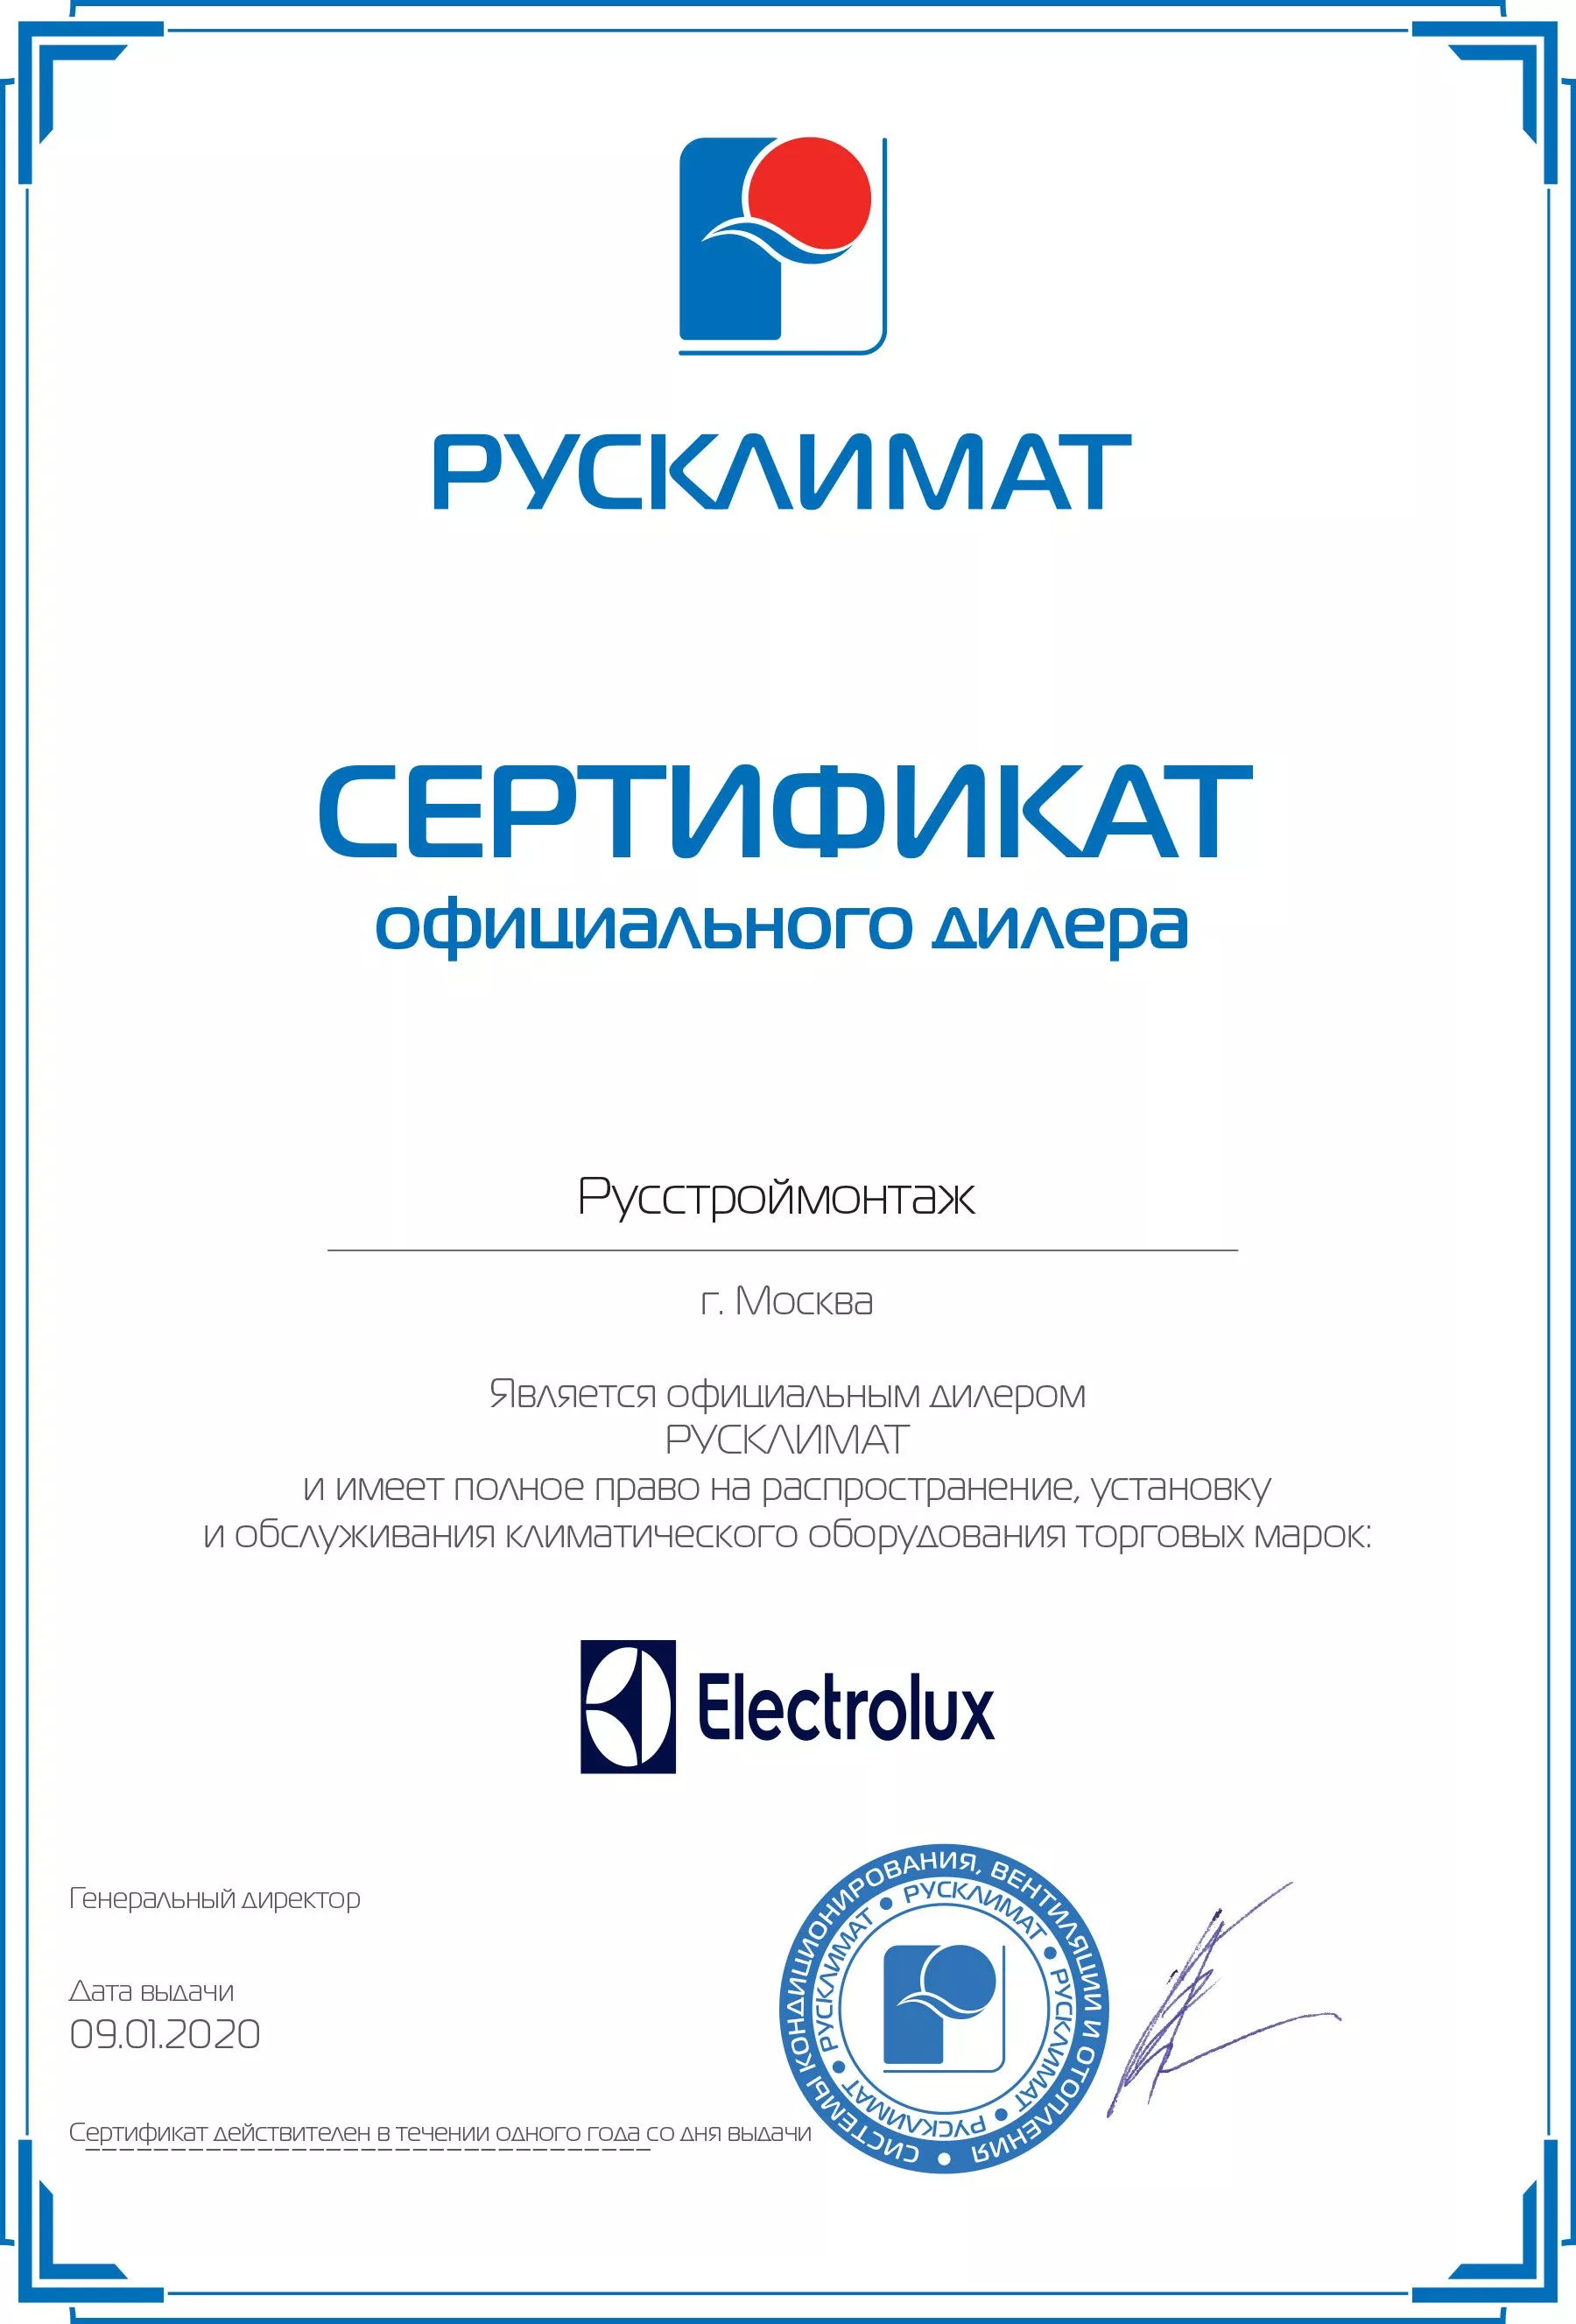 РУСКЛИМАТ
СЕРТИФИКАТ
официального дилера
Русстроймонтаж
г. Москва
Является официальным дилером
РУСКЛИМАТ
и имеет полное право на распространение, установку
и обслуживания климатического оборудования торговых марок:
Electrolux
Генеральный директор
Дата выдачи
09.01.2020
Сертификат действителен в течении одного года со дня выдачи
СИСТЕМЫ КОНДИЦИОНИРОВАНИЯ, ВЕНТИЛЯЦИИ И ОТОПЛЕНИЯ •
РУСКЛИМАТ • РУСКЛИМАТ • РУСКЛИМАТ • РУСКЛИМАТ • РУСКЛИМАТ •